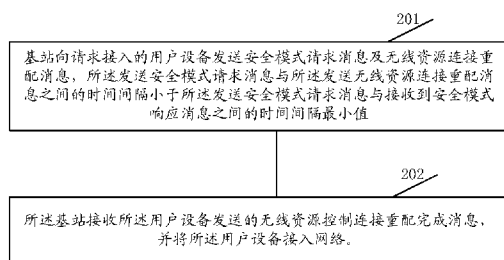 201
基站向请求接入的用户设备发送安全模式请求消息及无线资源连接重
配消息，所述发送安全模式请求消息与所述发送无线资源连接重配消
息之间的时间间隔小于所述发送安全模式请求消息与接收到安全模式
响应消息之间的时间间隔最小值
202
所述基站接收所述用户设备发送的无线资源控制连接重配完成消息，
并将所述用户设备接入网络。